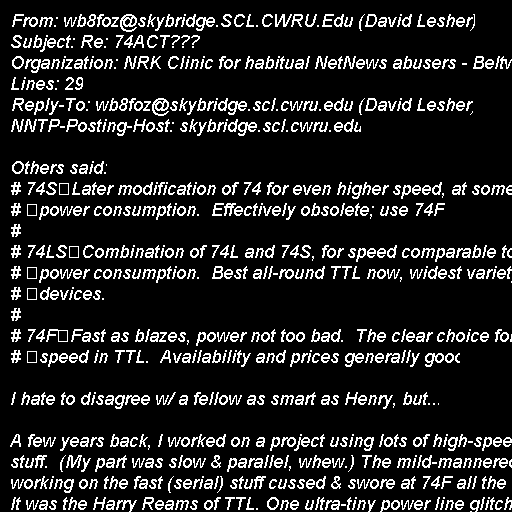 From: wb8foz@skybridge.SCL.CWRU.Edu (David Lesher)
Subject: Re: 74ACT???
Organization: NRK Clinic for habitual NetNews abusers - Beltw
Lines: 29
Reply-To: wb8foz@skybridge.scl.cwru.edu (David Lesher)
NNTP-Posting-Host: skybridge.scl.cwru.edu

Others said:
# 74S□Later modification of 74 for even higher speed, at some
# □power consumption.  Effectively obsolete; use 74F
#
# 74LS□Combination of 74L and 74S, for speed comparable to
# □power consumption.  Best all-round TTL now, widest variety
# □devices.
#
# 74F□Fast as blazes, power not too bad.  The clear choice for
# □speed in TTL.  Availability and prices generally good

I hate to disagree w/ a fellow as smart as Henry, but...

A few years back, I worked on a project using lots of high-spee
stuff.  (My part was slow & parallel, whew.) The mild-mannered
working on the fast (serial) stuff cussed & swore at 74F all the
It was the Harry Reams of TTL. One ultra-tiny power line glitch